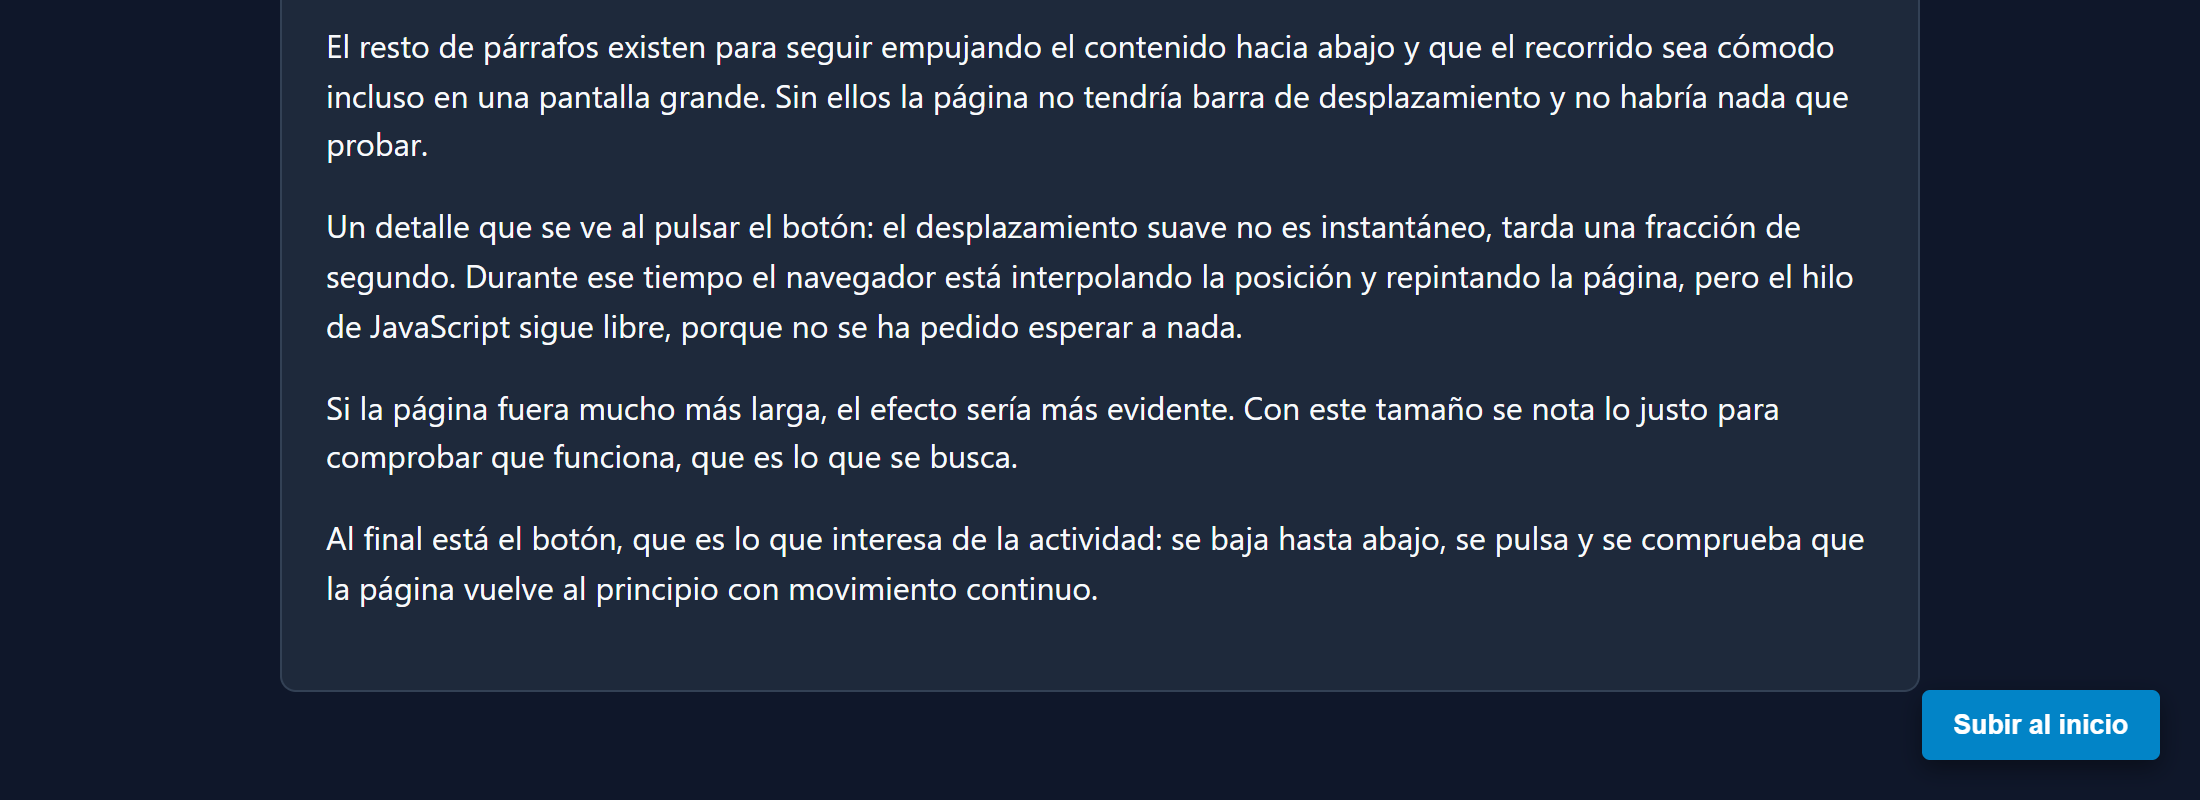 El resto de párrafos existen para seguir empujando el contenido hacia abajo y que el recorrido sea cómodo
incluso en una pantalla grande. Sin ellos la página no tendría barra de desplazamiento y no habría nada que
probar.
Un detalle que se ve al pulsar el botón: el desplazamiento suave no es instantáneo, tarda una fracción de
segundo. Durante ese tiempo el navegador está interpolando la posición y repintando la página, pero el hilo
de JavaScript sigue libre, porque no se ha pedido esperar a nada.
Si la página fuera mucho más larga, el efecto sería más evidente. Con este tamaño se nota lo justo para
comprobar que funciona, que es lo que se busca.
Al final está el botón, que es lo que interesa de la actividad: se baja hasta abajo, se pulsa y se comprueba que
la página vuelve al principio con movimiento continuo.
Subir al inicio